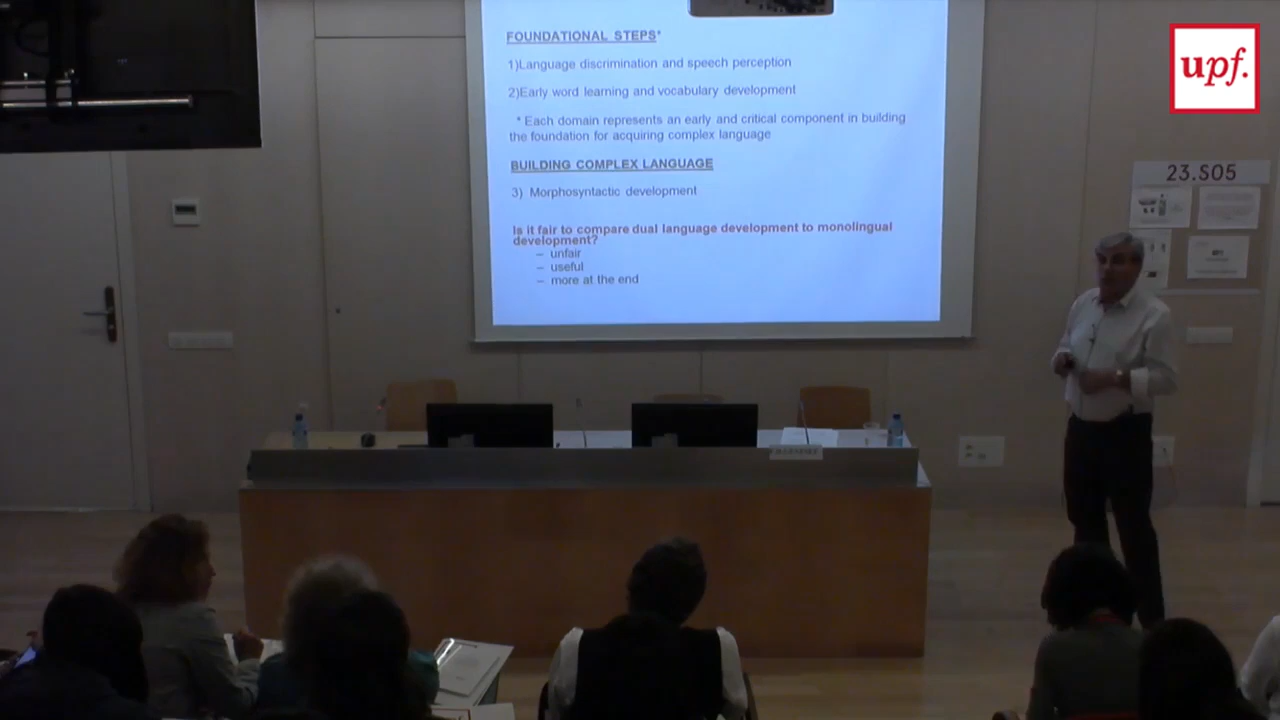 FOUNDATIONAL STEPS*
1)Language discrimination and speech perception
2)Early word learning and vocabulary development
* Each domain represents an early and critical component in building
the foundation for acquiring complex language
BUILDING COMPLEX LANGUAGE
3) Morphosyntactic development
Is it fair to compare dual language development to monolingual
development?
– unfair
– useful
– more at the end
upf.
23.S05